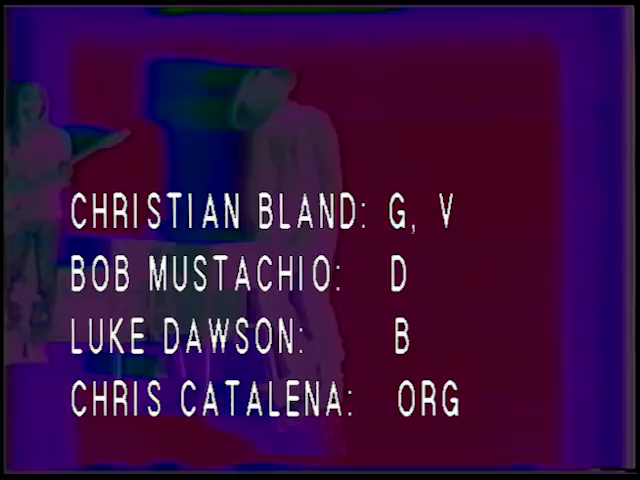 CHRISTIAN BLAND: G, V
BOB MUSTACHIO: D
LUKE DAWSON: B
CHRIS CATALENA: ORG